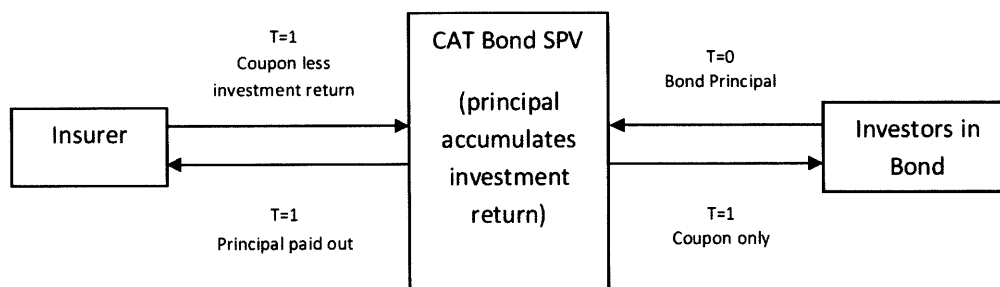 T=1
Coupon less
investment return
Insurer
T=1
Principal paid out
CAT Bond SPV
(principal
accumulates
investment
return)
T=0
Bond Principal
Investors in
Bond
T=1
Coupon only